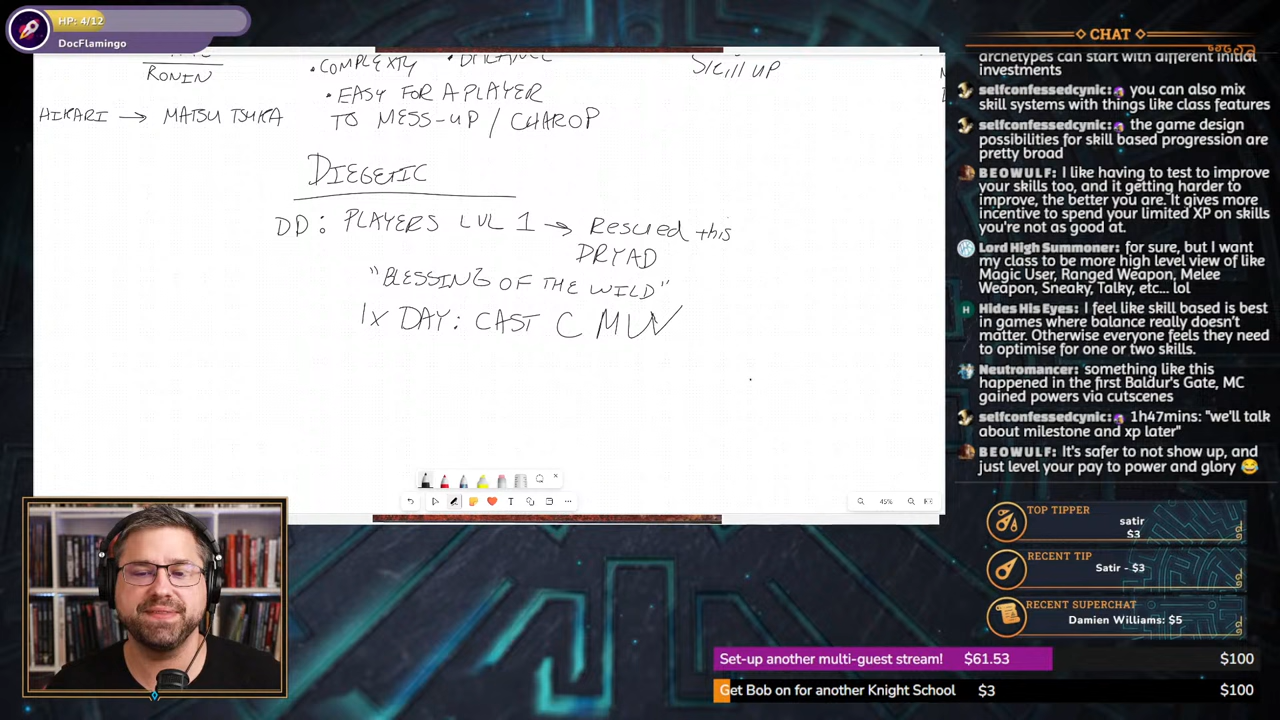 HP: 4/12
DocFlamingo
RONIN
• COMPLEXTY • BALANCE
• EASY FOR A PLAYER
TO MESS-UP / CHAROP
Skill UP
HIKARI → MATSU TSUKA
DIEGETIC
DD: PLAYERS LVL 1 → Rescued this
DRYAD
"BLESSING OF THE WILD"
1x DAY: CAST C M W
45%
CHAT
archetypes can start with different initial
investments
selfconfessedcynic: you can also mix
skill systems with things like class features
selfconfessedcynic: the game design
possibilities for skill based progression are
pretty broad
BEOWULF: I like having to test to improve
your skills too, and it getting harder to
improve, the better you are. It gives more
incentive to spend your limited XP on skills
you're not as good at.
Lord High Summoner: for sure, but I want
my class to be more high level view of like
Magic User, Ranged Weapon, Melee
Weapon, Sneaky, Talky, etc... lol
Hides His Eyes: I feel like skill based is best
in games where balance really doesn't
matter. Otherwise everyone feels they need
to optimise for one or two skills.
Neutromancer: something like this
happened in the first Baldur's Gate, MC
gained powers via cutscenes
selfconfessedcynic: 1h47mins: "we'll talk
about milestone and xp later"
BEOWULF: It's safer to not show up, and
just level your pay to power and glory 😂
TOP TIPPER
satir
$3
RECENT TIP
Satir - $3
RECENT SUPERCHAT
Damien Williams: $5
Set-up another multi-guest stream! $61.53 $100
Get Bob on for another Knight School $3 $100